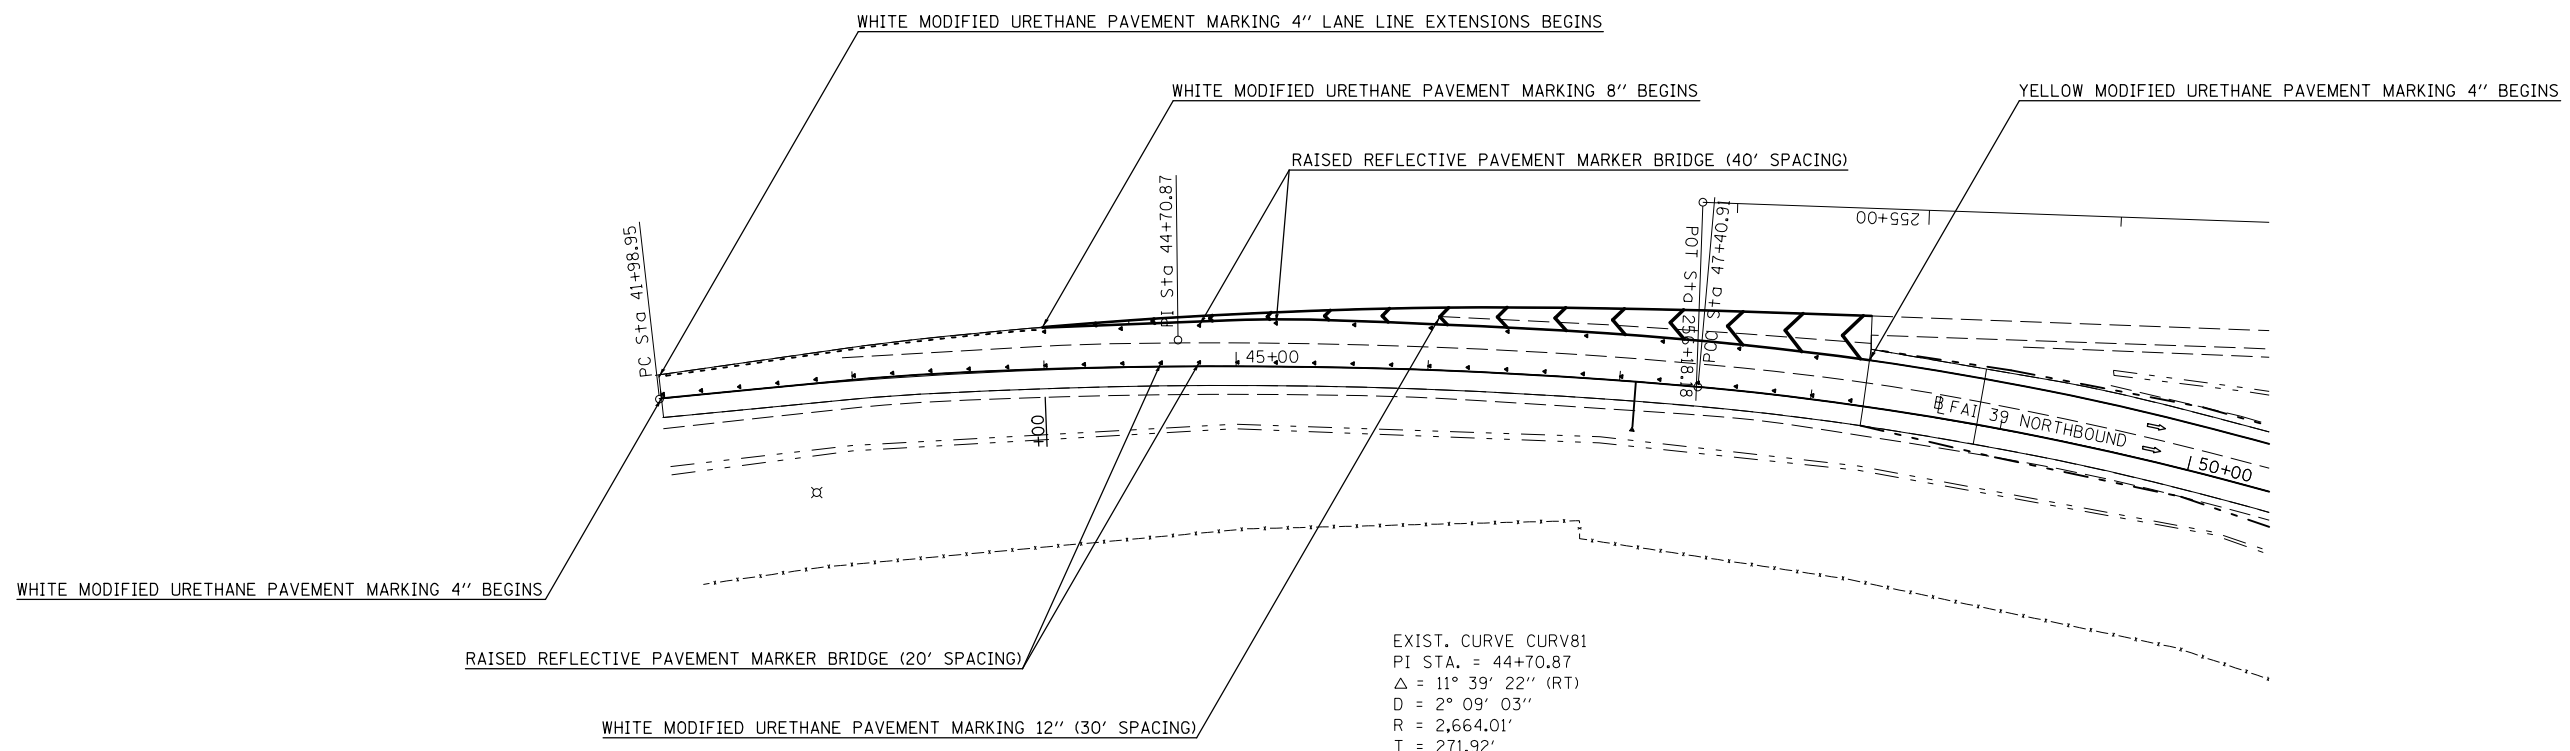 WHITE MODIFIED URETHANE PAVEMENT MARKING 4'' LANE LINE EXTENSIONS BEGINS
WHITE MODIFIED URETHANE PAVEMENT MARKING 8'' BEGINS
YELLOW MODIFIED URETHANE PAVEMENT MARKING 4'' BEGINS
RAISED REFLECTIVE PAVEMENT MARKER BRIDGE (40' SPACING)
PC Sta 41+98.95
PI Sta 44+70.87
POT Sta 256+18.18
POC Sta 47+40.91
255+00
45+00
+00
B FAI 39 NORTHBOUND
50+00
WHITE MODIFIED URETHANE PAVEMENT MARKING 4'' BEGINS
RAISED REFLECTIVE PAVEMENT MARKER BRIDGE (20' SPACING)
WHITE MODIFIED URETHANE PAVEMENT MARKING 12'' (30' SPACING)
EXIST. CURVE CURV81
PI STA. = 44+70.87
△ = 11° 39' 22'' (RT)
D = 2° 09' 03''
R = 2,664.01'
T = 271.92'